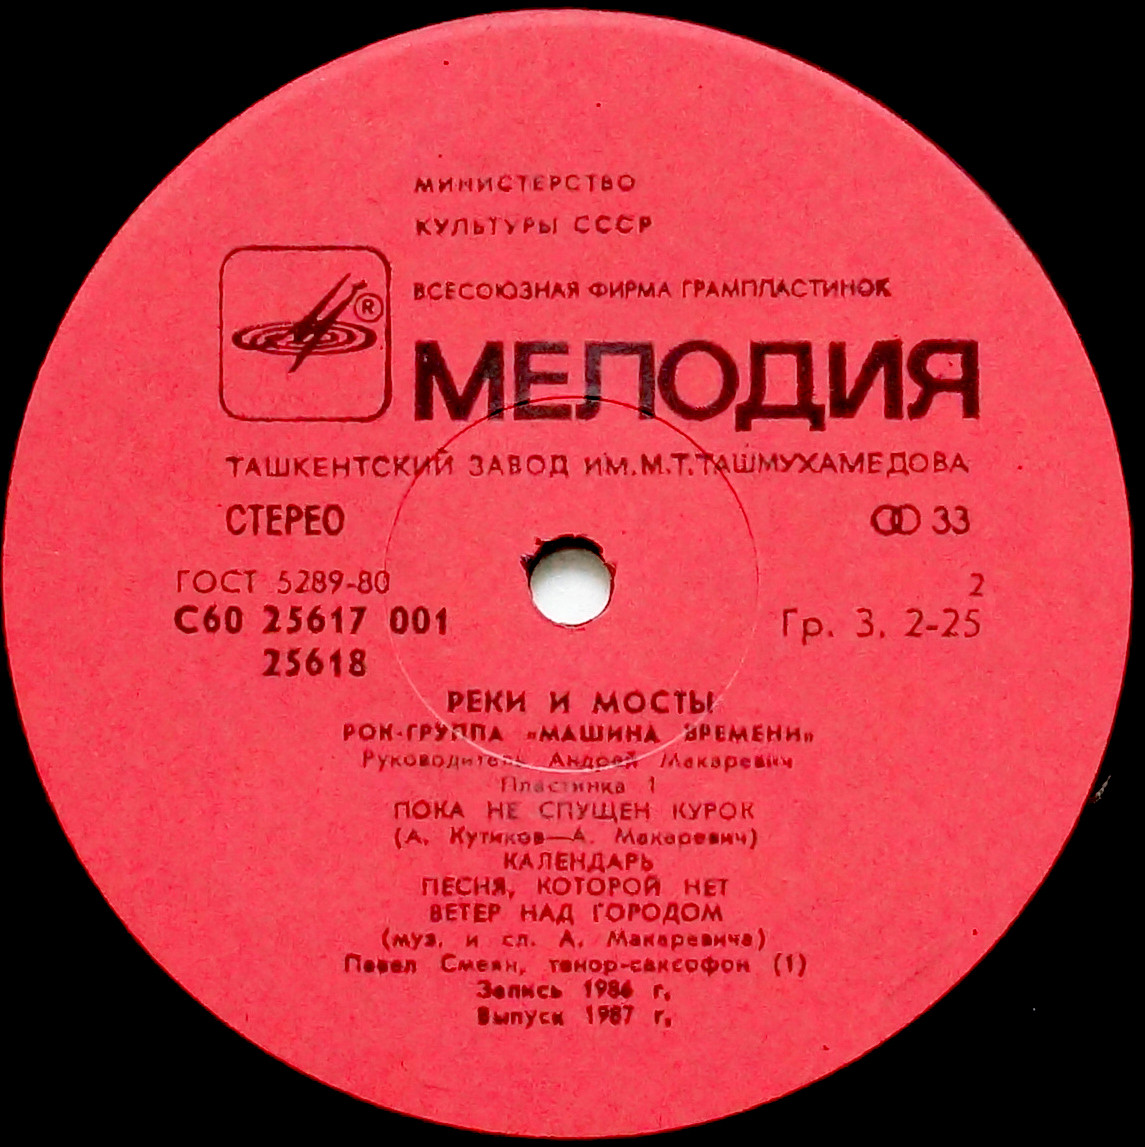 МИНИСТЕРСТВО
КУЛЬТУРЫ СССР
ВСЕСОЮЗНАЯ ФИРМА ГРАМПЛАСТИНОК
®
МЕЛОДИЯ
ТАШКЕНТСКИЙ ЗАВОД ИМ.М.Т.ТАШМУХАМЕДОВА
СТЕРЕО 33
ГОСТ 5289-80 2
С60 25617 001 Гр. 3. 2-25
25618
РЕКИ И МОСТЫ
РОК-ГРУППА «МАШИНА ВРЕМЕНИ»
Руководитель Андрей Макаревич
Пластинка 1
ПОКА НЕ СПУЩЕН КУРОК
(А. Кутиков—А. Макаревич)
КАЛЕНДАРЬ
ПЕСНЯ, КОТОРОЙ НЕТ
ВЕТЕР НАД ГОРОДОМ
(муз. и сл. А. Макаревича)
Павел Смеян, тенор-саксофон (1)
Запись 1986 г.
Выпуск 1987 г.